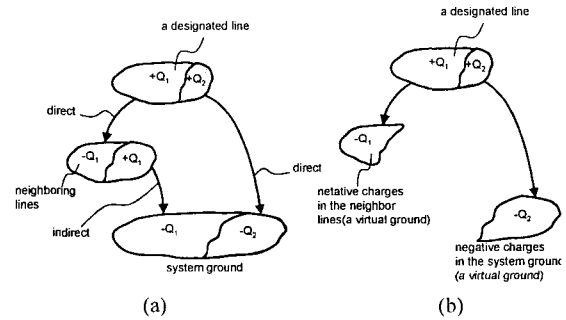 a designated line
+Q1
+Q2
direct
-Q1
+Q1
direct
neighboring
lines
indirect
-Q1
-Q2
system ground
(a)
a designated line
+Q1
+Q2
-Q1
netative charges
in the neighbor
lines(a virtual ground)
-Q2
negative charges
in the system ground
(a virtual ground)
(b)